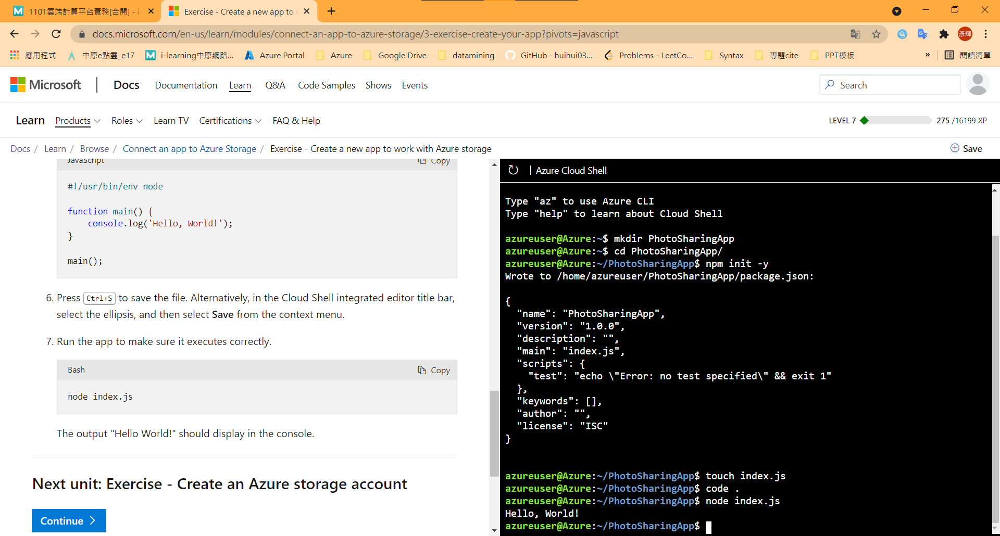 1101雲端計算平台實務[合開] - i-
Exercise - Create a new app to w
docs.microsoft.com/en-us/learn/modules/connect-an-app-to-azure-storage/3-exercise-create-your-app?pivots=javascript
彥輝
應用程式
中原e點靈_e17
i-learning中原網路...
Azure Portal
Azure
Google Drive
datamining
GitHub - huihui03...
Problems - LeetCo...
Syntax
專題cite
PPT模板
»
閱讀清單
Microsoft
Docs
Documentation
Learn
Q&A
Code Samples
Shows
Events
Search
Learn
Products
Roles
Learn TV
Certifications
FAQ & Help
LEVEL 7
275 /16199 XP
Docs / Learn / Browse / Connect an app to Azure Storage / Exercise - Create a new app to work with Azure storage
Save
JavaScript
Copy
#!/usr/bin/env node
function main() {
    console.log('Hello, World!');
}
main();
6. Press Ctrl+S to save the file. Alternatively, in the Cloud Shell integrated editor title bar,
select the ellipsis, and then select Save from the context menu.
7. Run the app to make sure it executes correctly.
Bash
Copy
node index.js
The output "Hello World!" should display in the console.
Next unit: Exercise - Create an Azure storage account
Continue
Azure Cloud Shell
Type "az" to use Azure CLI
Type "help" to learn about Cloud Shell
azureuser@Azure:~$ mkdir PhotoSharingApp
azureuser@Azure:~$ cd PhotoSharingApp/
azureuser@Azure:~/PhotoSharingApp$ npm init -y
Wrote to /home/azureuser/PhotoSharingApp/package.json:
{
  "name": "PhotoSharingApp",
  "version": "1.0.0",
  "description": "",
  "main": "index.js",
  "scripts": {
    "test": "echo \"Error: no test specified\" && exit 1"
  },
  "keywords": [],
  "author": "",
  "license": "ISC"
}
azureuser@Azure:~/PhotoSharingApp$ touch index.js
azureuser@Azure:~/PhotoSharingApp$ code .
azureuser@Azure:~/PhotoSharingApp$ node index.js
Hello, World!
azureuser@Azure:~/PhotoSharingApp$